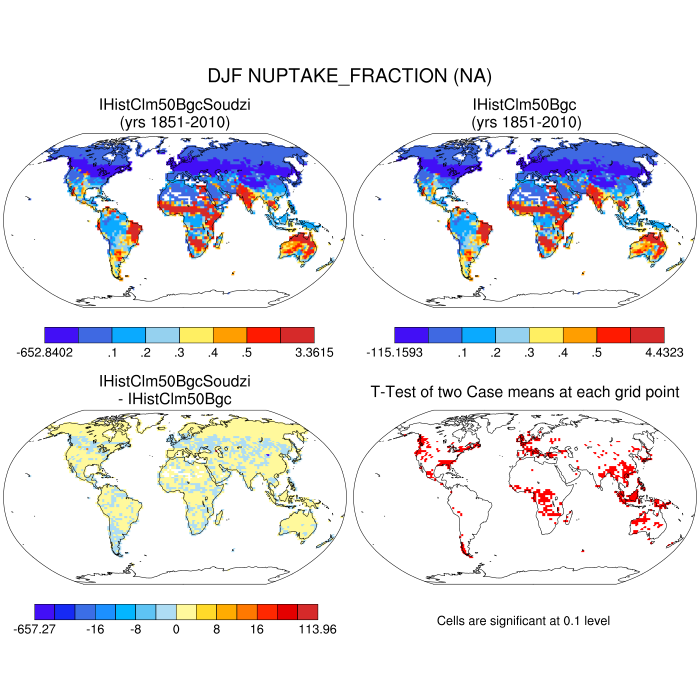 DJF NUPTAKE_FRACTION (NA)
IHistClm50BgcSoudzi
(yrs 1851-2010)
IHistClm50Bgc
(yrs 1851-2010)
-652.8402 .1 .2 .3 .4 .5 3.3615
-115.1593 .1 .2 .3 .4 .5 4.4323
IHistClm50BgcSoudzi
- IHistClm50Bgc
T-Test of two Case means at each grid point
-657.27 -16 -8 0 8 16 113.96
Cells are significant at 0.1 level